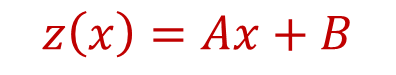 z(x) = Ax + B